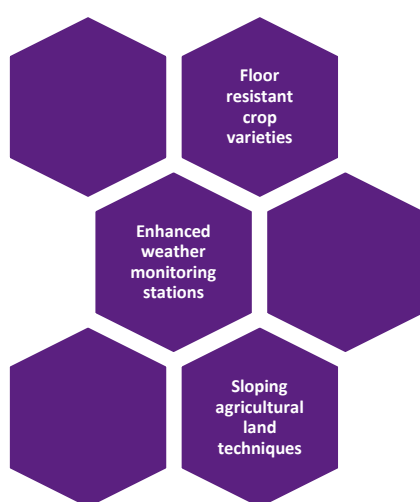 Floor
resistant
crop
varieties
Enhanced
weather
monitoring
stations
Sloping
agricultural
land
techniques